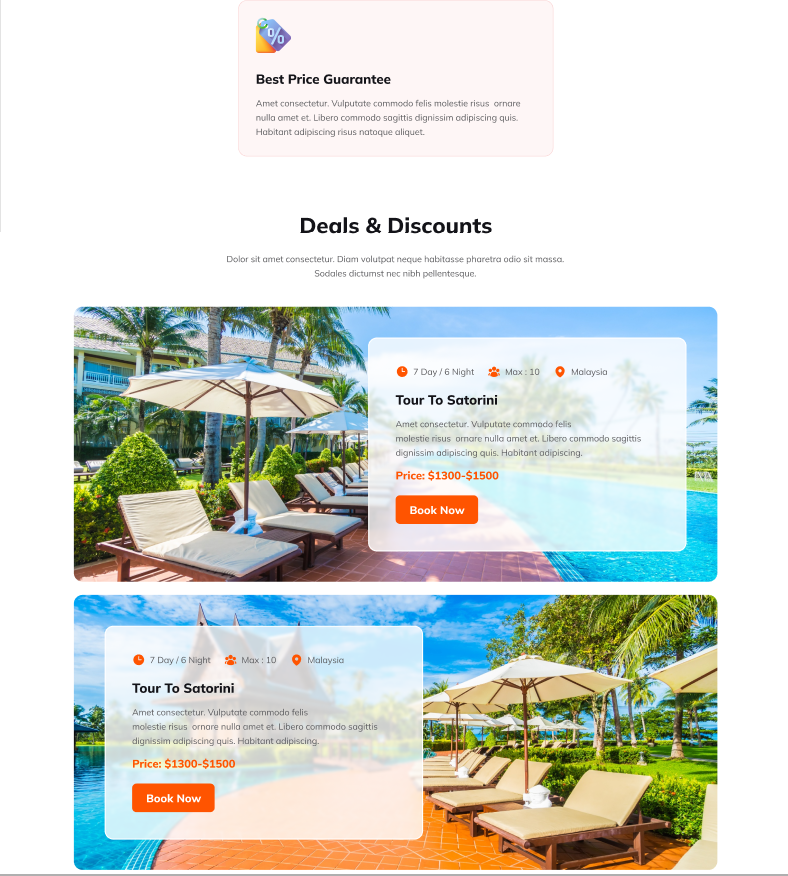 %
Best Price Guarantee
Amet consectetur. Vulputate commodo felis molestie risus ornare
nulla amet et. Libero commodo sagittis dignissim adipiscing quis.
Habitant adipiscing risus natoque aliquet.
Deals & Discounts
Dolor sit amet consectetur. Diam volutpat neque habitasse pharetra odio sit massa.
Sodales dictumst nec nibh pellentesque.
7 Day / 6 Night Max : 10 Malaysia
Tour To Satorini
Amet consectetur. Vulputate commodo felis
molestie risus ornare nulla amet et. Libero commodo sagittis
dignissim adipiscing quis. Habitant adipiscing.
Price: $1300-$1500
Book Now
7 Day / 6 Night Max : 10 Malaysia
Tour To Satorini
Amet consectetur. Vulputate commodo felis
molestie risus ornare nulla amet et. Libero commodo sagittis
dignissim adipiscing quis. Habitant adipiscing.
Price: $1300-$1500
Book Now